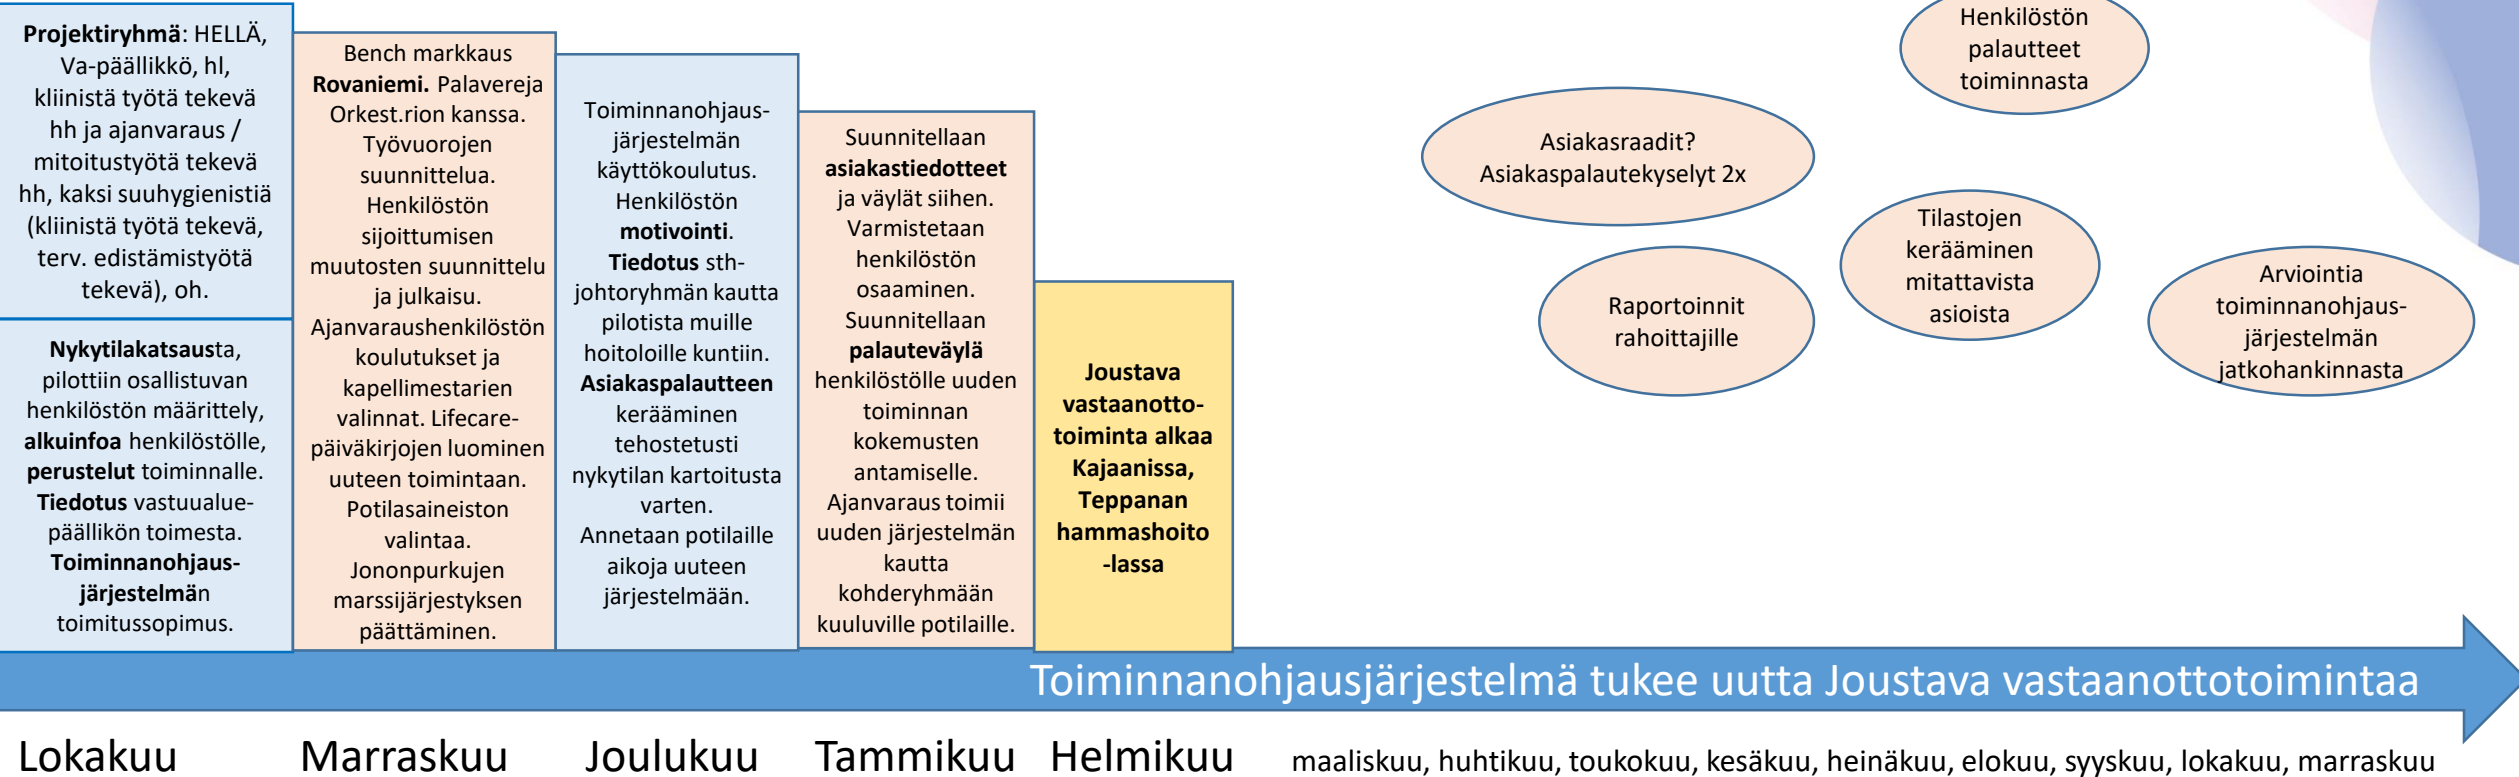 Projektiryhmä: HELLÄ,
Va-päällikkö, hl,
kliinistä työtä tekevä
hh ja ajanvaraus /
mitoitustyötä tekevä
hh, kaksi suuhygienistiä
(kliinistä työtä tekevä,
terv. edistämistyötä
tekevä), oh.
Nykytilakatsausta,
pilottiin osallistuvan
henkilöstön määrittely,
alkuinfoa henkilöstölle,
perustelut toiminnalle.
Tiedotus vastuualue-
päällikön toimesta.
Toiminnanohjaus-
järjestelmän
toimitussopimus.
Bench markkaus
Rovaniemi. Palavereja
Orkest.rion kanssa.
Työvuorojen
suunnittelua.
Henkilöstön
sijoittumisen
muutosten suunnittelu
ja julkaisu.
Ajanvaraushenkilöstön
koulutukset ja
kapellimestarien
valinnat. Lifecare-
päiväkirjojen luominen
uuteen toimintaan.
Potilasaineiston
valintaa.
Jononpurkujen
marssijärjestyksen
päättäminen.
Toiminnanohjaus-
järjestelmän
käyttökoulutus.
Henkilöstön
motivointi.
Tiedotus sth-
johtoryhmän kautta
pilotista muille
hoitoloille kuntiin.
Asiakaspalautteen
kerääminen
tehostetusti
nykytilan kartoitusta
varten.
Annetaan potilaille
aikoja uuteen
järjestelmään.
Suunnitellaan
asiakastiedotteet
ja väylät siihen.
Varmistetaan
henkilöstön
osaaminen.
Suunnitellaan
palauteväylä
henkilöstölle uuden
toiminnan
kokemusten
antamiselle.
Ajanvaraus toimii
uuden järjestelmän
kautta
kohderyhmään
kuuluville potilaille.
Joustava
vastaanotto-
toiminta alkaa
Kajaanissa,
Teppanan
hammashoito
-lassa
Henkilöstön
palautteet
toiminnasta
Asiakasraadit?
Asiakaspalautekyselyt 2x
Tilastojen
kerääminen
mitattavista
asioista
Raportoinnit
rahoittajille
Arviointia
toiminnanohjaus-
järjestelmän
jatkohankinnasta
Toiminnanohjausjärjestelmä tukee uutta Joustava vastaanottotoimintaa
Lokakuu Marraskuu Joulukuu Tammikuu Helmikuu maaliskuu, huhtikuu, toukokuu, kesäkuu, heinäkuu, elokuu, syyskuu, lokakuu, marraskuu